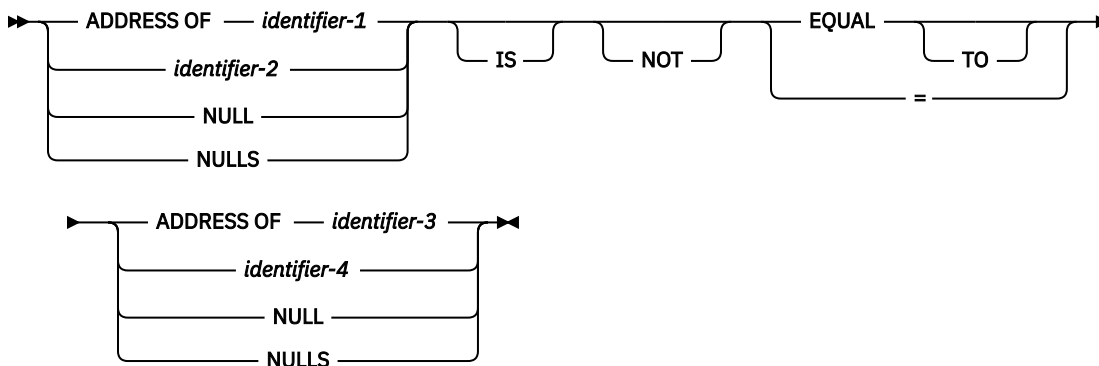 ADDRESS OF identifier-1 EQUAL
identifier-2 IS NOT TO
NULL =
NULLS
ADDRESS OF identifier-3
identifier-4
NULL
NULLS